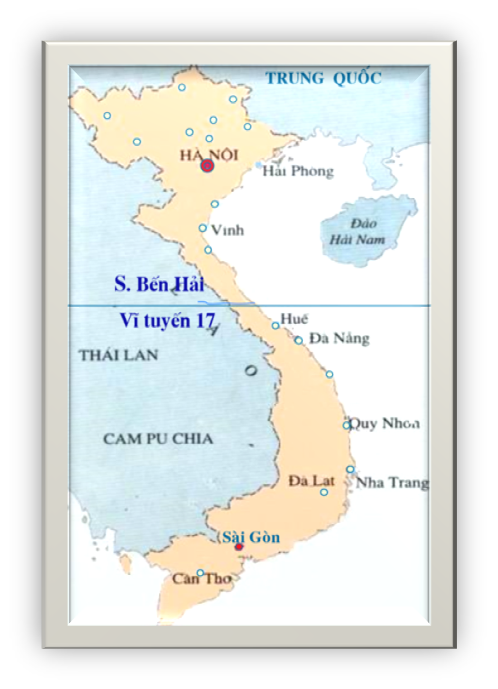 TRUNG QUỐC
HÀ NỘI
Hải Phòng
Vinh
Đảo
Hải Nam
S. Bến Hải
Vĩ tuyến 17
Huế
Đà Nẵng
THÁI LAN
Quy Nhơn
CAM PU CHIA
Đà Lạt
Nha Trang
Sài Gòn
Cần Thơ